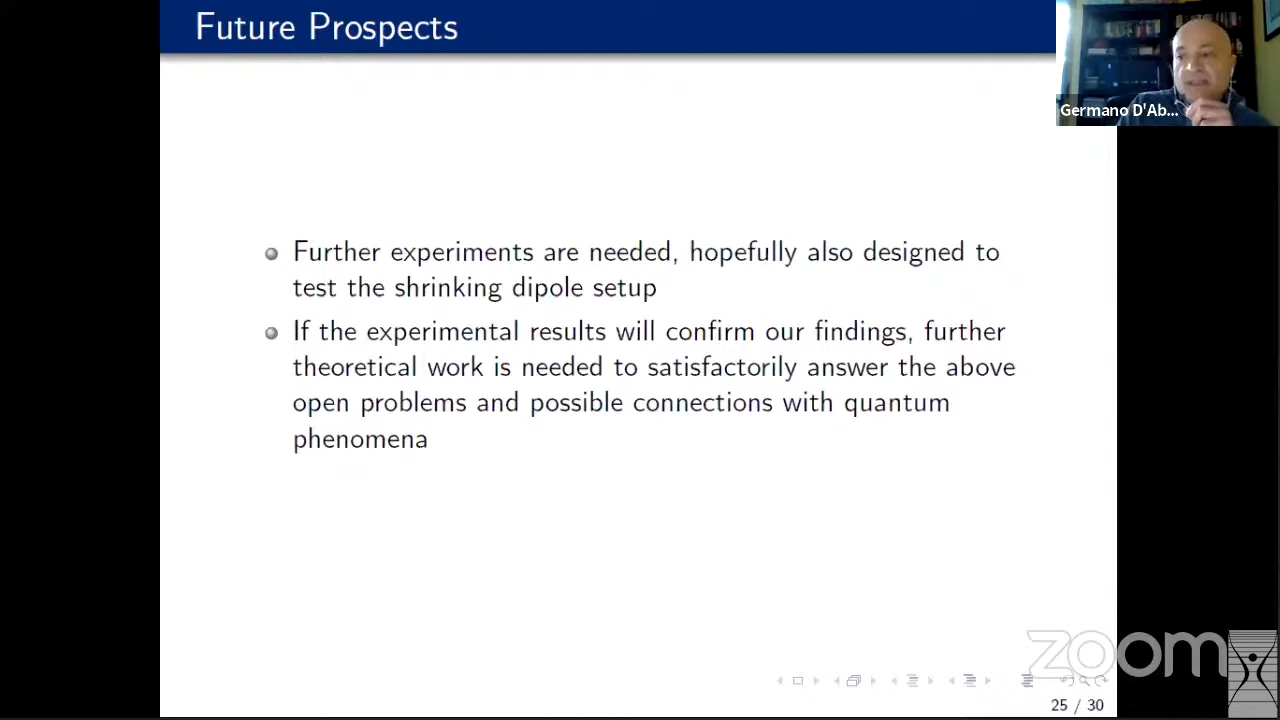 Future Prospects
Germano D'Ab...
Further experiments are needed, hopefully also designed to
test the shrinking dipole setup
If the experimental results will confirm our findings, further
theoretical work is needed to satisfactorily answer the above
open problems and possible connections with quantum
phenomena
zoom
25 / 30